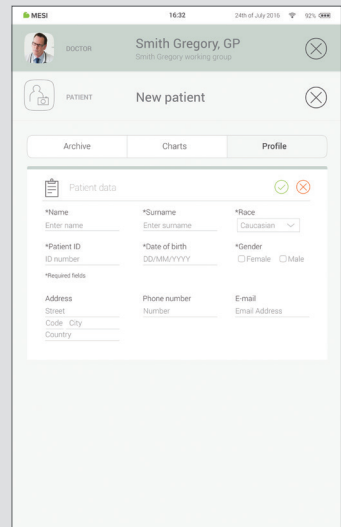 MESI 16:32 24th of July 2016 92%
DOCTOR Smith Gregory, GP
Smith Gregory working group
PATIENT New patient
Archive Charts Profile
Patient data
*Name *Surname *Race
Enter name Enter surname Caucasian
*Patient ID *Date of birth *Gender
ID number DD/MM/YYYY Female Male
*Required fields
Address Phone number E-mail
Street Number Email Address
Code City
Country